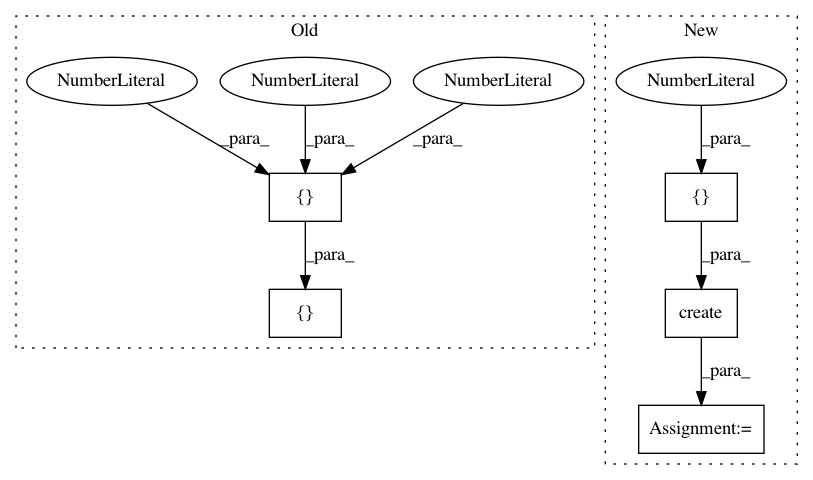 Old
New
NumberLiteral NumberLiteral NumberLiteral NumberLiteral
_para_ _para_ _para_ _para_
{} {}
_para_ _para_
{} create
_para_
Assignment:=